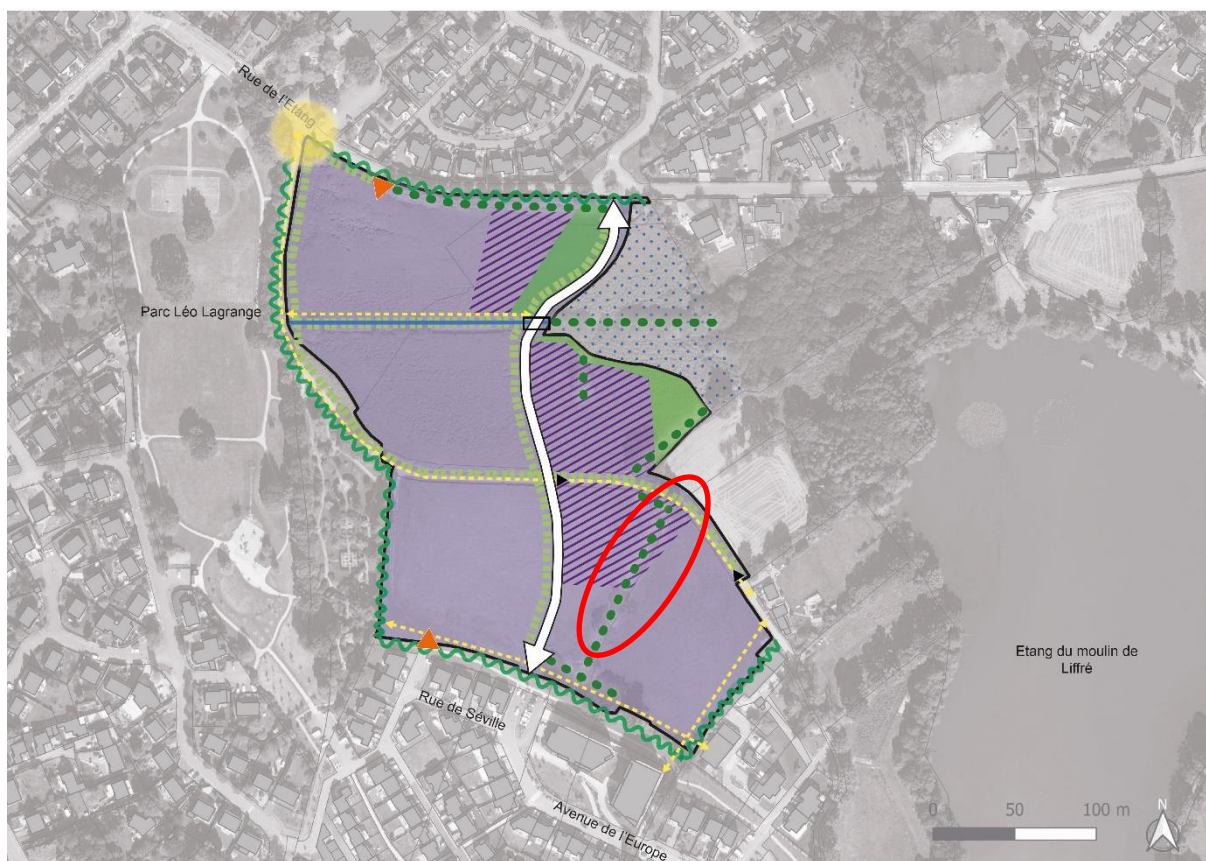 Rue de l'Etang
Parc Léo Lagrange
Etang du moulin de
Liffré
Rue de Séville
Avenue de l'Europe
0 50 100 m
N